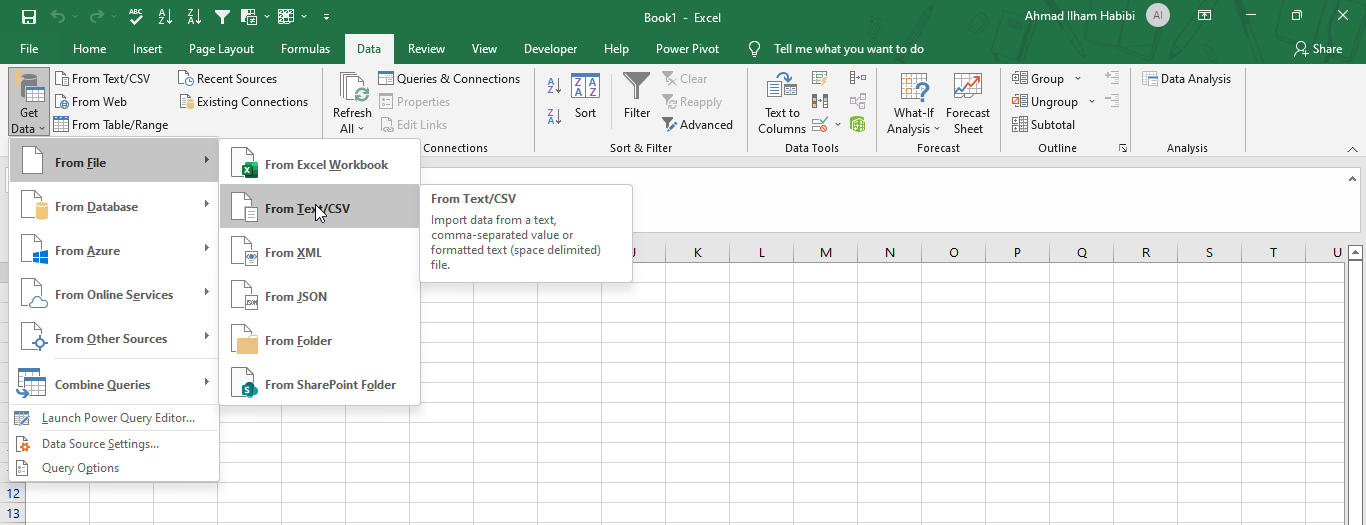 Book1 - Excel
Ahmad Ilham Habibi
AI
File Home Insert Page Layout Formulas Data Review View Developer Help Power Pivot Tell me what you want to do Share
Get Data
From Text/CSV
From Web
From Table/Range
Recent Sources
Existing Connections
Refresh All
Queries & Connections
Properties
Edit Links
Connections
Sort
Filter
Clear
Reapply
Advanced
Sort & Filter
Text to Columns
Data Tools
What-If Analysis
Forecast Sheet
Forecast
Group
Ungroup
Subtotal
Outline
Data Analysis
Analysis
From File
From Database
From Azure
From Online Services
From Other Sources
Combine Queries
Launch Power Query Editor...
Data Source Settings...
Query Options
From Excel Workbook
From Text/CSV
From XML
From JSON
From Folder
From SharePoint Folder
From Text/CSV
Import data from a text,
comma-separated value or
formatted text (space delimited)
file.
K L M N O P Q R S T U
12
13